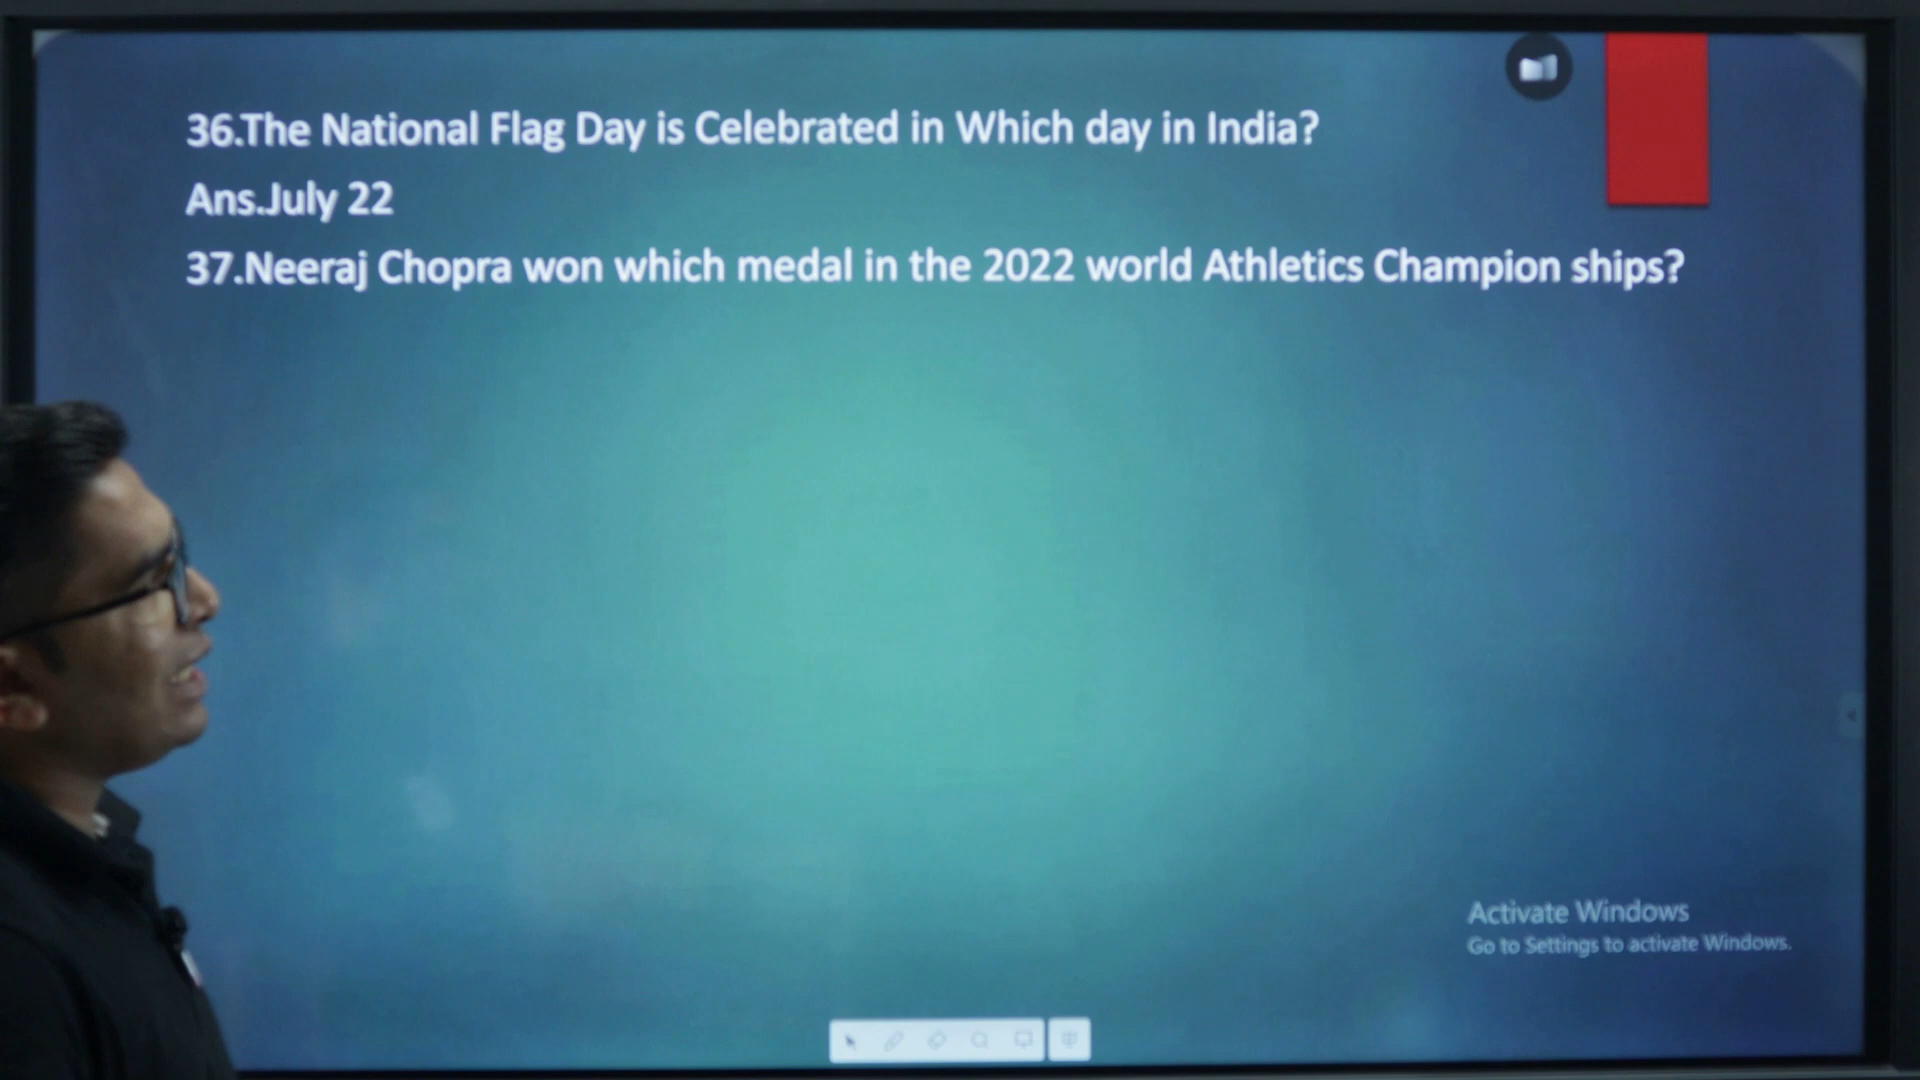 36.The National Flag Day is Celebrated in Which day in India?
Ans.July 22
37.Neeraj Chopra won which medal in the 2022 world Athletics Champion ships?
Activate Windows
Go to Settings to activate Windows.